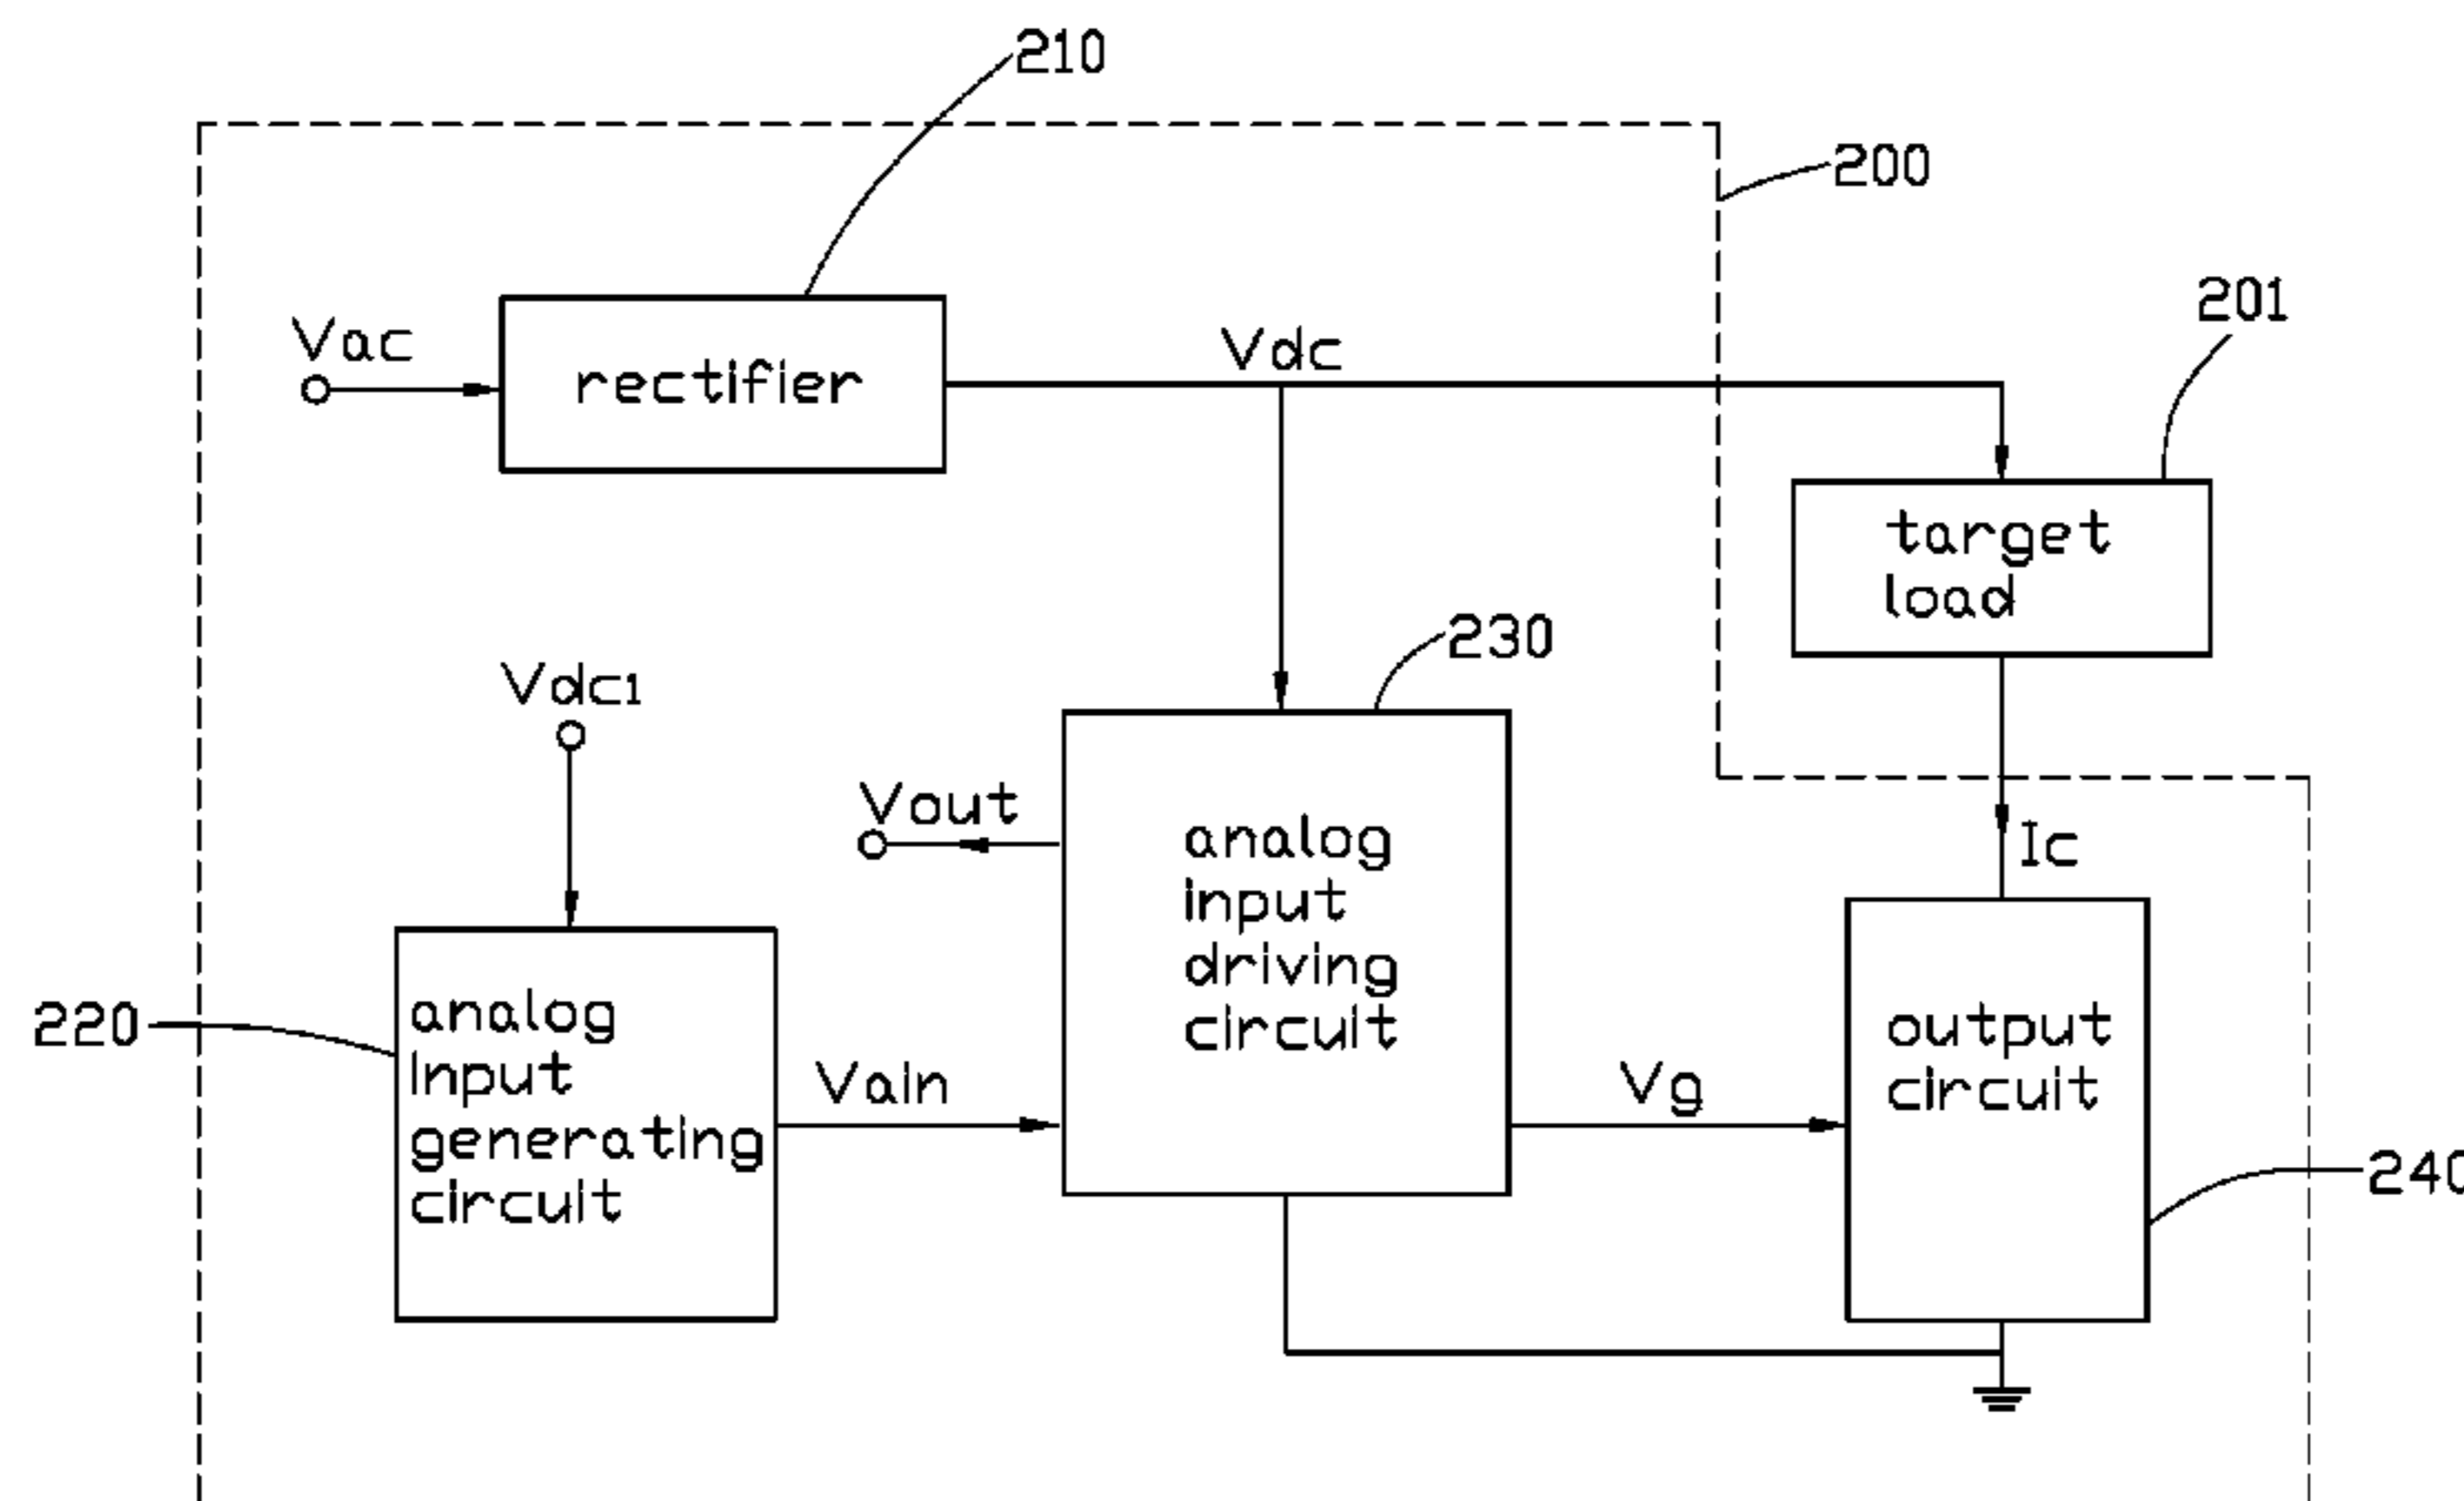 210
200
201
Vac
rectifier
Vdc
target
load
230
Vdc1
Vout
analog
input
driving
circuit
Ic
220
analog
input
generating
circuit
Vain
Vg
output
circuit
240